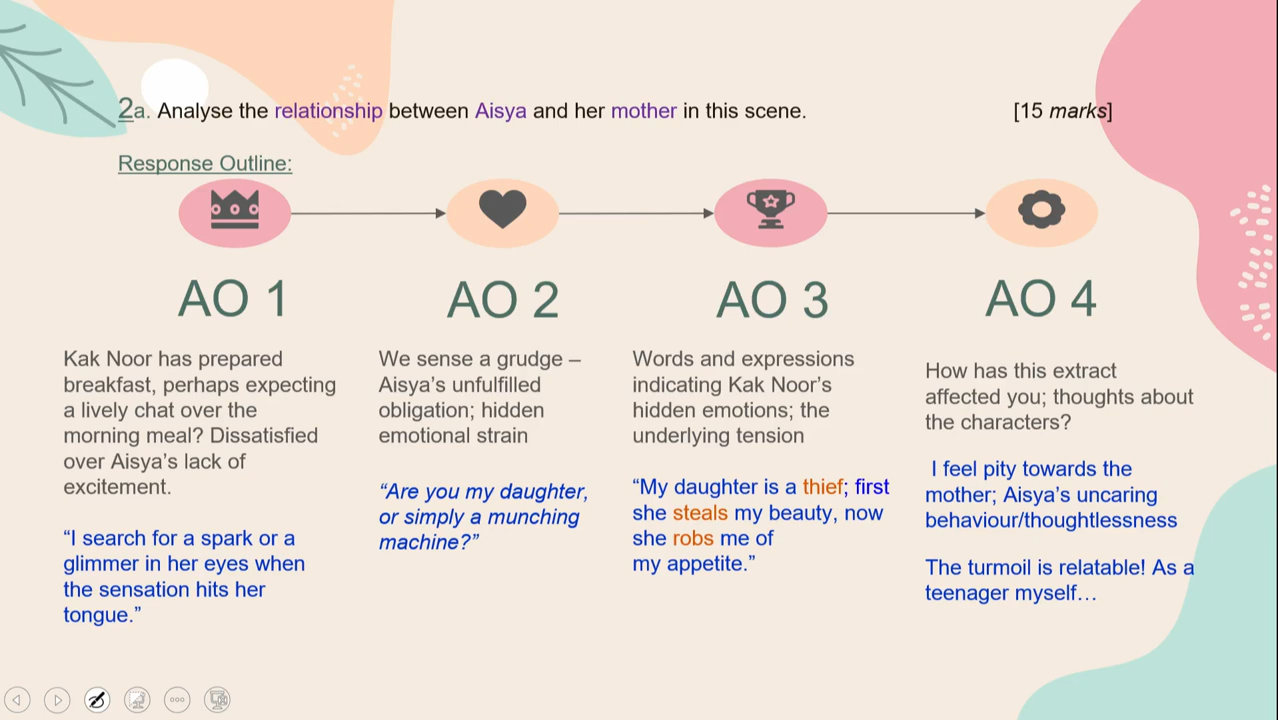 2a. Analyse the relationship between Aisya and her mother in this scene. [15 marks]
Response Outline:
AO 1
Kak Noor has prepared
breakfast, perhaps expecting
a lively chat over the
morning meal? Dissatisfied
over Aisya's lack of
excitement.
“I search for a spark or a
glimmer in her eyes when
the sensation hits her
tongue.”
AO 2
We sense a grudge –
Aisya's unfulfilled
obligation; hidden
emotional strain
“Are you my daughter,
or simply a munching
machine?”
AO 3
Words and expressions
indicating Kak Noor's
hidden emotions; the
underlying tension
“My daughter is a thief; first
she steals my beauty, now
she robs me of
my appetite.”
AO 4
How has this extract
affected you; thoughts about
the characters?
I feel pity towards the
mother; Aisya's uncaring
behaviour/thoughtlessness
The turmoil is relatable! As a
teenager myself…